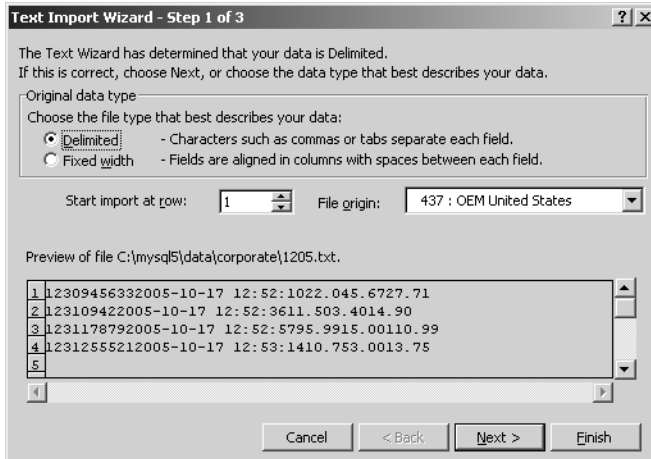 Text Import Wizard - Step 1 of 3
The Text Wizard has determined that your data is Delimited.
If this is correct, choose Next, or choose the data type that best describes your data.
Original data type
Choose the file type that best describes your data:
Delimited - Characters such as commas or tabs separate each field.
Fixed width - Fields are aligned in columns with spaces between each field.
Start import at row: 1 File origin: 437 : OEM United States
Preview of file C:\mysql5\data\corporate\1205.txt.
1 12309456332005-10-17 12:52:1022.045.6727.71
2 123109422005-10-17 12:52:3611.503.4014.90
3 1231178792005-10-17 12:52:5795.9915.00110.99
4 12312555212005-10-17 12:53:1410.753.0013.75
5
Cancel < Back Next > Finish